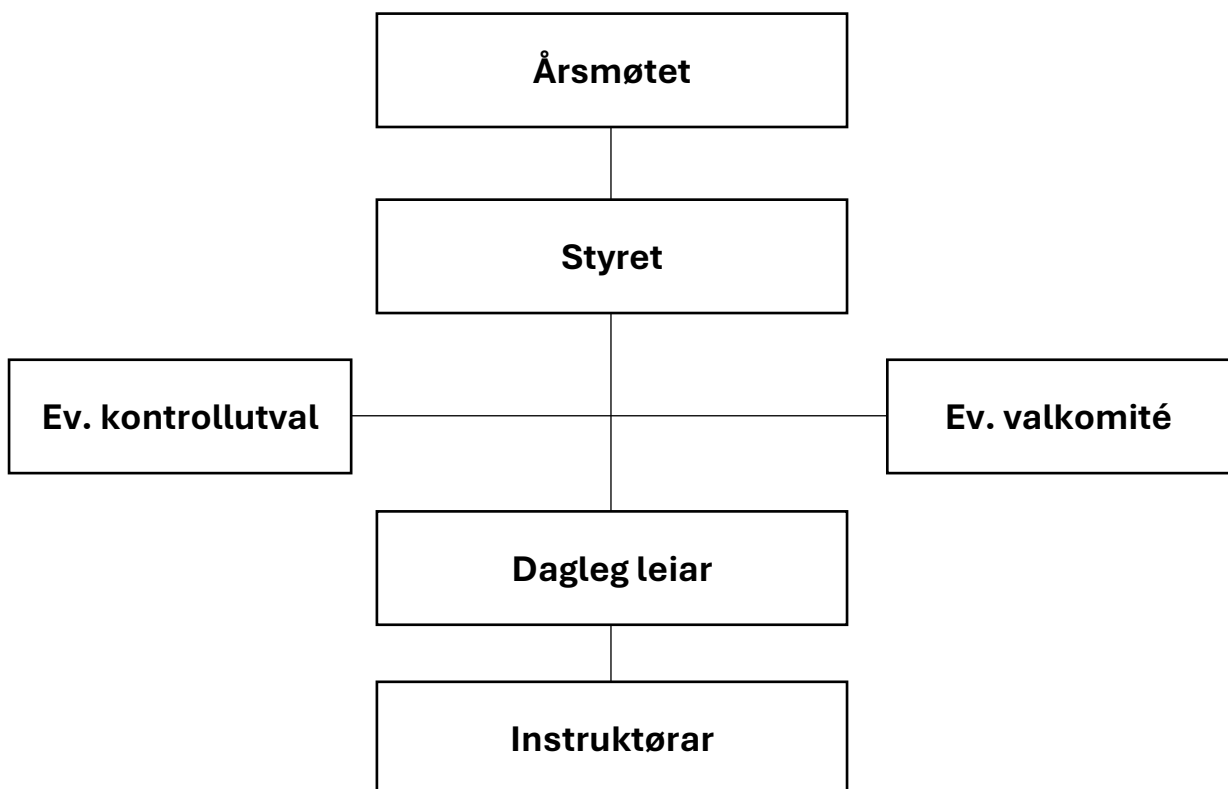 Årsmøtet
Styret
Ev. kontrollutval
Ev. valkomité
Dagleg leiar
Instruktørar